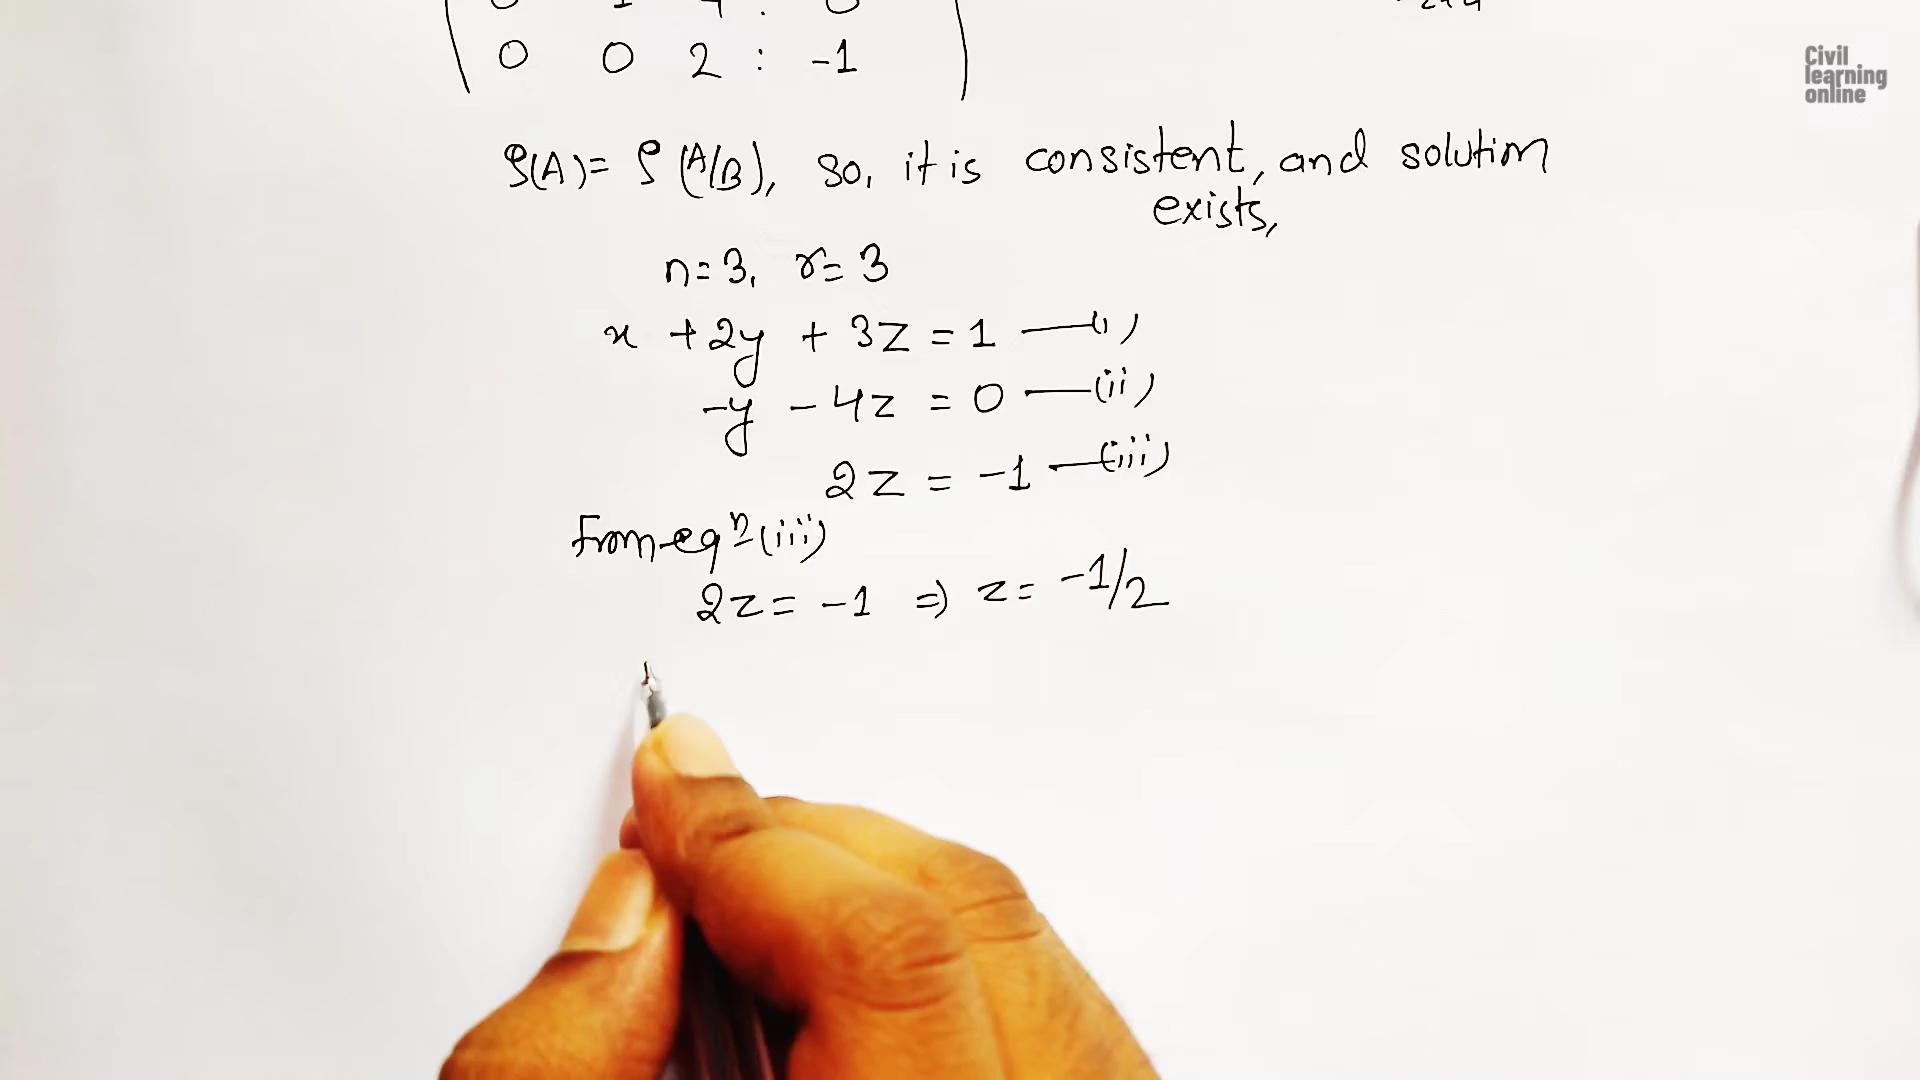 0 0 2 : -1
Civil
learning
online
ρ(A)= ρ(A/B), so, it is consistent, and solution
exists,
n=3, r=3
x +2y + 3z = 1 —(i)
-y - 4z = 0 —(ii)
2z = -1 —(iii)
From eqn (iii)
2z = -1 ⇒ z = -1/2